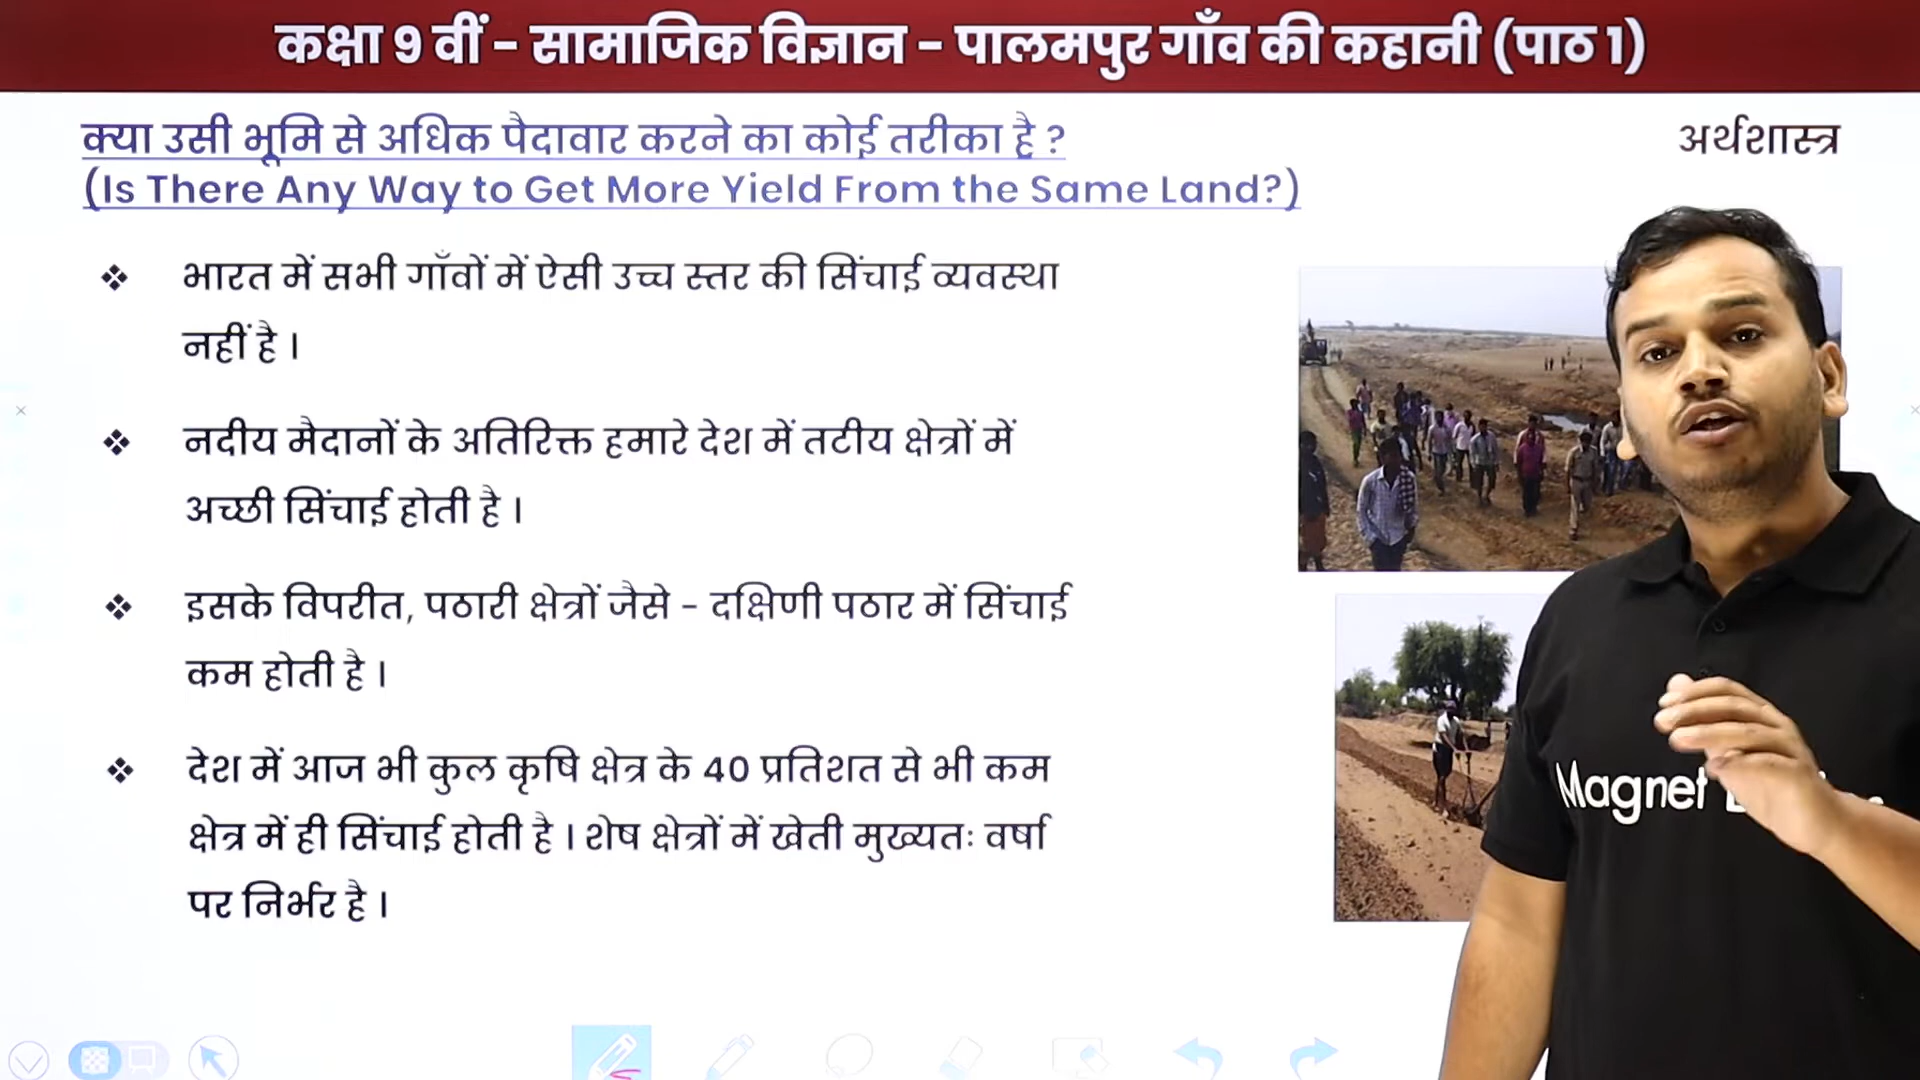 कक्षा 9 वीं - सामाजिक विज्ञान - पालमपुर गाँव की कहानी (पाठ 1)
क्या उसी भूमि से अधिक पैदावार करने का कोई तरीका है ?
(Is There Any Way to Get More Yield From the Same Land?)
अर्थशास्त्र
❖ भारत में सभी गाँवों में ऐसी उच्च स्तर की सिंचाई व्यवस्था
नहीं है ।
❖ नदीय मैदानों के अतिरिक्त हमारे देश में तटीय क्षेत्रों में
अच्छी सिंचाई होती है ।
❖ इसके विपरीत, पठारी क्षेत्रों जैसे - दक्षिणी पठार में सिंचाई
कम होती है ।
❖ देश में आज भी कुल कृषि क्षेत्र के 40 प्रतिशत से भी कम
क्षेत्र में ही सिंचाई होती है । शेष क्षेत्रों में खेती मुख्यतः वर्षा
पर निर्भर है ।
Magnet